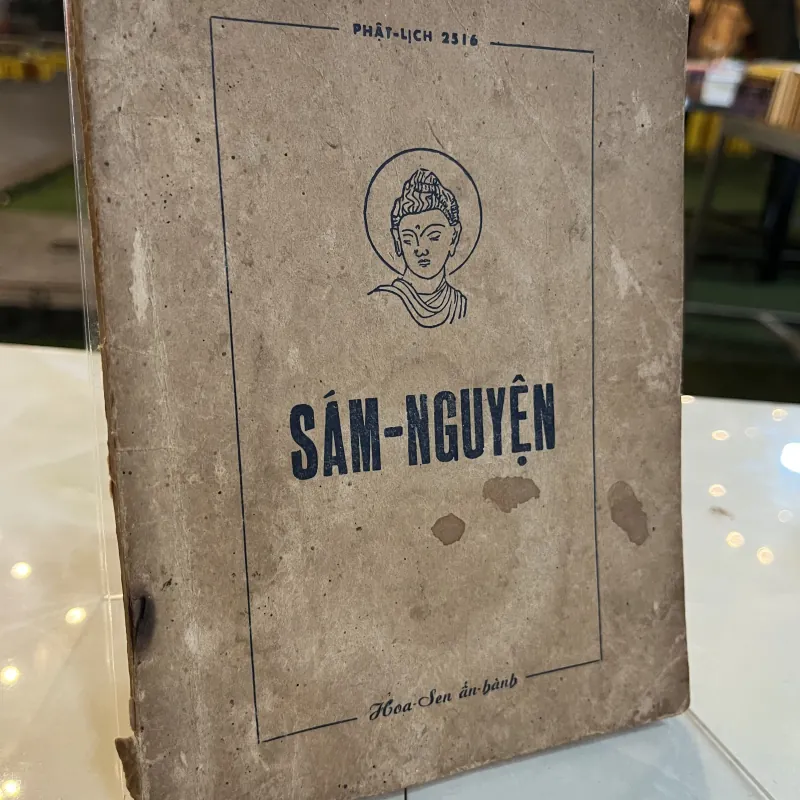 PHẬT-LỊCH 2516
SÁM-NGUYỆN
Hoa-Sen ấn-hành